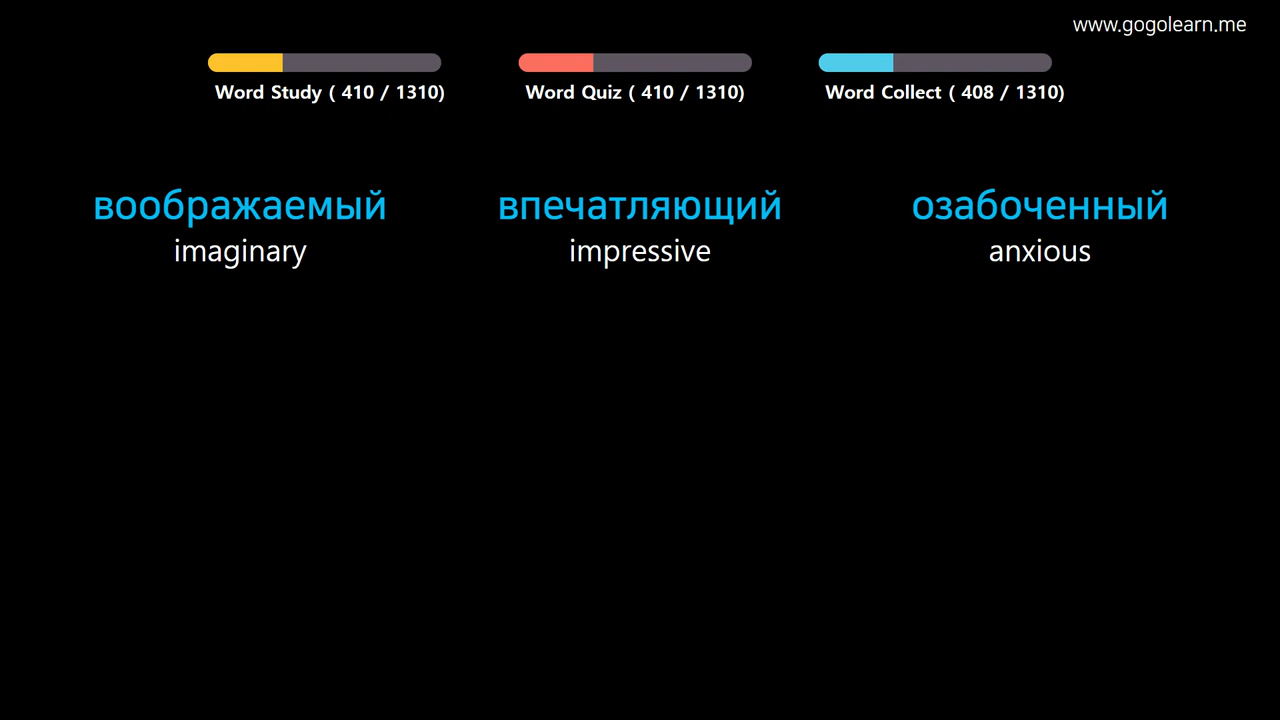 www.gogolearn.me
Word Study ( 410 / 1310)
Word Quiz ( 410 / 1310)
Word Collect ( 408 / 1310)
воображаемый
imaginary
впечатляющий
impressive
озабоченный
anxious